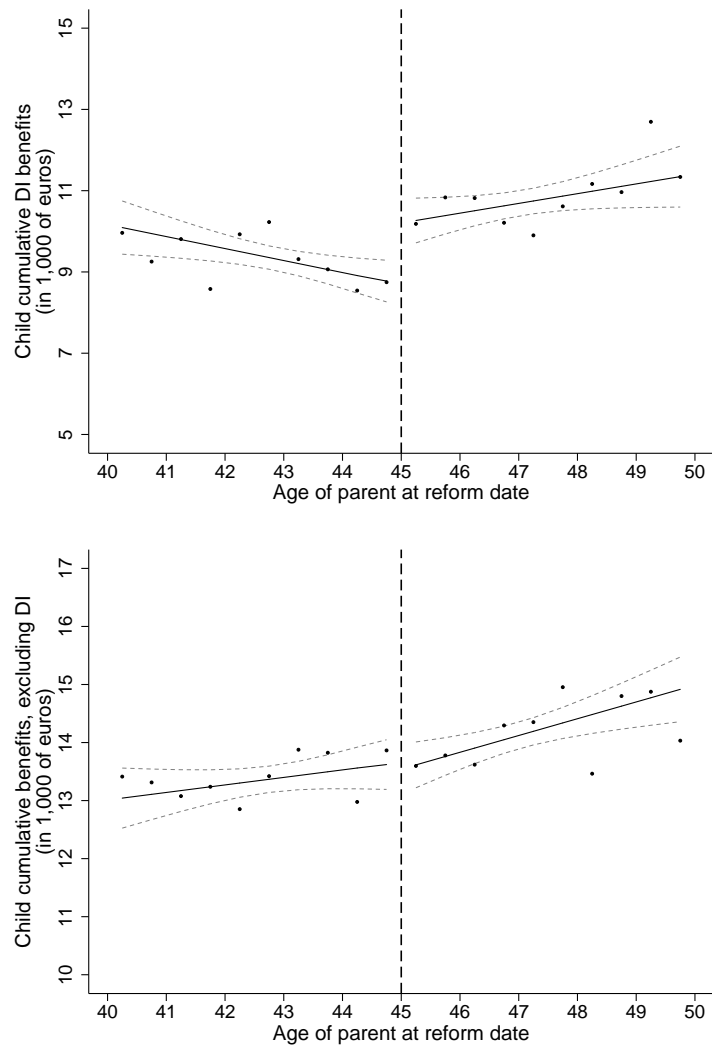 Child cumulative DI benefits
(in 1,000 of euros)
15
13
11
9
7
5
40 41 42 43 44 45 46 47 48 49 50
Age of parent at reform date
Child cumulative benefits, excluding DI
(in 1,000 of euros)
17
16
15
14
13
12
11
10
40 41 42 43 44 45 46 47 48 49 50
Age of parent at reform date